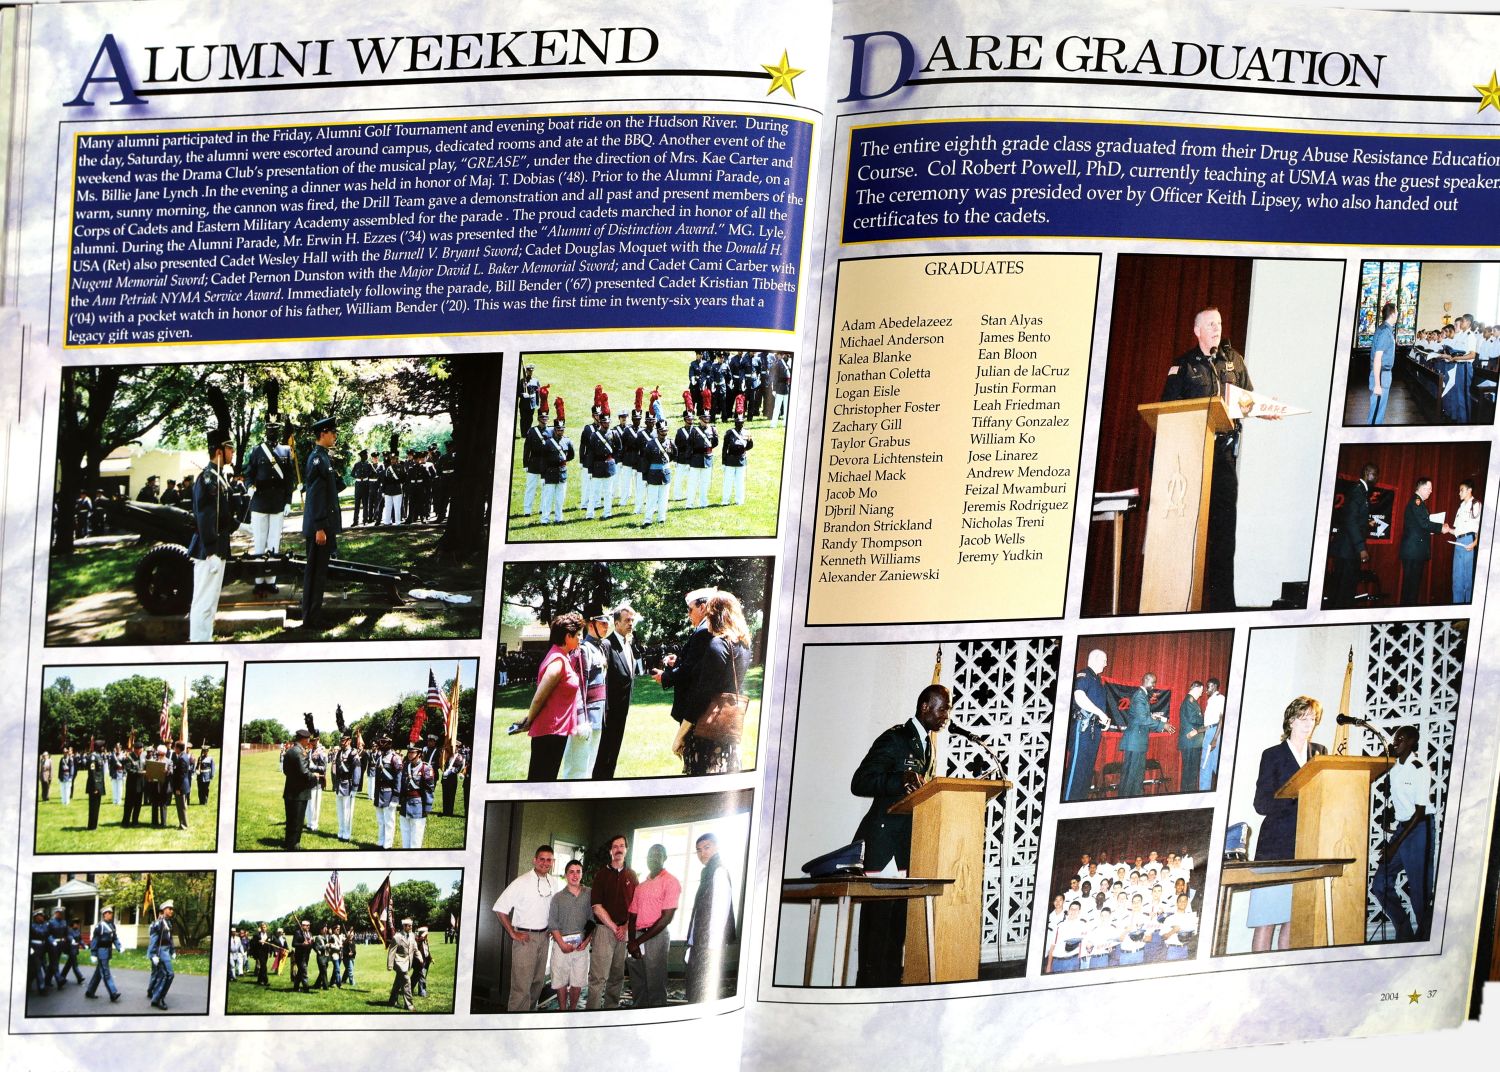 ALUMNI WEEKEND
Many alumni participated in the Friday, Alumni Golf Tournament and evening boat ride on the Hudson River. During
the day, Saturday, the alumni were escorted around campus, dedicated rooms and ate at the BBQ. Another event of the
weekend was the Drama Club's presentation of the musical play, "GREASE", under the direction of Mrs. Kae Carter and
Ms. Billie Jane Lynch .In the evening a dinner was held in honor of Maj. T. Dobias ('48). Prior to the Alumni Parade, on a
warm, sunny morning, the cannon was fired, the Drill Team gave a demonstration and all past and present members of the
Corps of Cadets and Eastern Military Academy assembled for the parade . The proud cadets marched in honor of all the
alumni. During the Alumni Parade, Mr. Erwin H. Ezzes ('34) was presented the "Alumni of Distinction Award." MG. Lyle,
USA (Ret) also presented Cadet Wesley Hall with the Burnell V. Bryant Sword; Cadet Douglas Moquet with the Donald H.
Nugent Memorial Sword; Cadet Pernon Dunston with the Major David L. Baker Memorial Sword; and Cadet Cami Carber with
the Ann Petriak NYMA Service Award. Immediately following the parade, Bill Bender ('67) presented Cadet Kristian Tibbetts
('04) with a pocket watch in honor of his father, William Bender ('20). This was the first time in twenty-six years that a
legacy gift was given.
DARE GRADUATION
The entire eighth grade class graduated from their Drug Abuse Resistance Education
Course. Col Robert Powell, PhD, currently teaching at USMA was the guest speaker.
The ceremony was presided over by Officer Keith Lipsey, who also handed out
certificates to the cadets.
GRADUATES
Adam Abedelazeez
Michael Anderson
Kalea Blanke
Jonathan Coletta
Logan Eisle
Christopher Foster
Zachary Gill
Taylor Grabus
Devora Lichtenstein
Michael Mack
Jacob Mo
Djbril Niang
Brandon Strickland
Randy Thompson
Kenneth Williams
Alexander Zaniewski
Stan Alyas
James Bento
Ean Bloon
Julian de laCruz
Justin Forman
Leah Friedman
Tiffany Gonzalez
William Ko
Jose Linarez
Andrew Mendoza
Feizal Mwamburi
Jeremis Rodriguez
Nicholas Treni
Jacob Wells
Jeremy Yudkin
DARE
2004 37